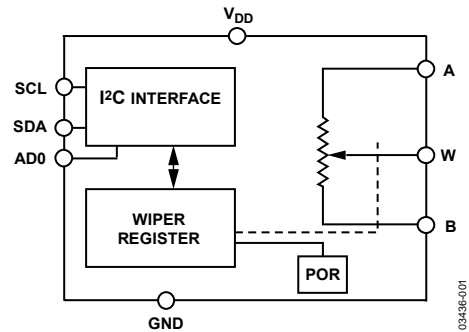 VDD
A
SCL
I2C INTERFACE
SDA
AD0
W
WIPER
REGISTER
B
POR
GND
03436-001